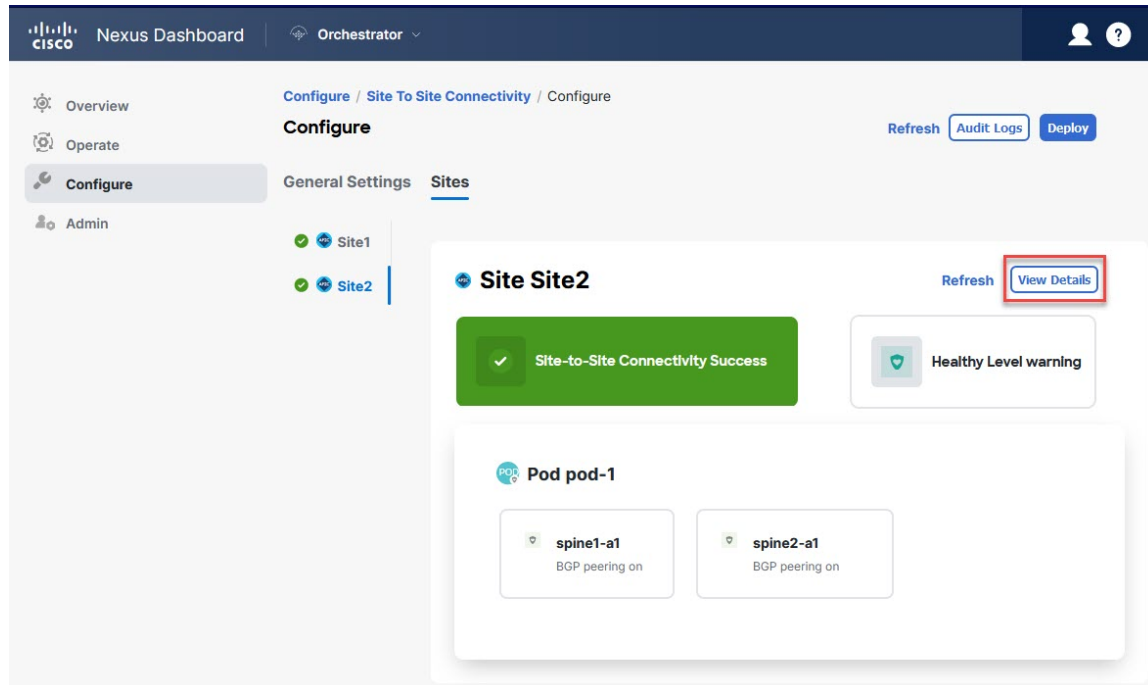 CISCO Nexus Dashboard Orchestrator ?
Overview
Operate
Configure
Admin
Configure / Site To Site Connectivity / Configure
Configure
Refresh Audit Logs Deploy
General Settings Sites
Site1
Site2
Site Site2
Refresh View Details
Site-to-Site Connectivity Success
Healthy Level warning
POD Pod pod-1
spine1-a1
BGP peering on
spine2-a1
BGP peering on